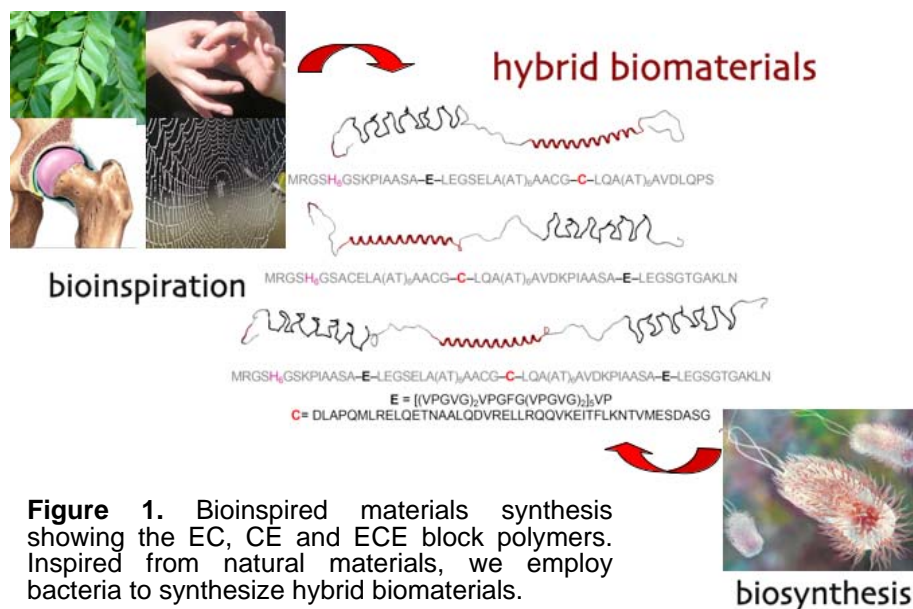 hybrid biomaterials
MRGSH₆GSKPIAASA–E–LEGSELA(AT)₆AACG–C–LQA(AT)₆AVDLQPS
bioinspiration
MRGSH₆GSACELA(AT)₆AACG–C–LQA(AT)₆AVDKPIAASA–E–LEGSGTGAKLN
MRGSH₆GSKPIAASA–E–LEGSELA(AT)₆AACG–C–LQA(AT)₆AVDKPIAASA–E–LEGSGTGAKLN
E = [(VPGVG)₂VPGFG(VPGVG)₂]₅VP
C= DLAPQMLRELQETNAALQDVRELLRQQVKEITFLKNTVMESDASG
Figure 1. Bioinspired materials synthesis
showing the EC, CE and ECE block polymers.
Inspired from natural materials, we employ
bacteria to synthesize hybrid biomaterials.
biosynthesis